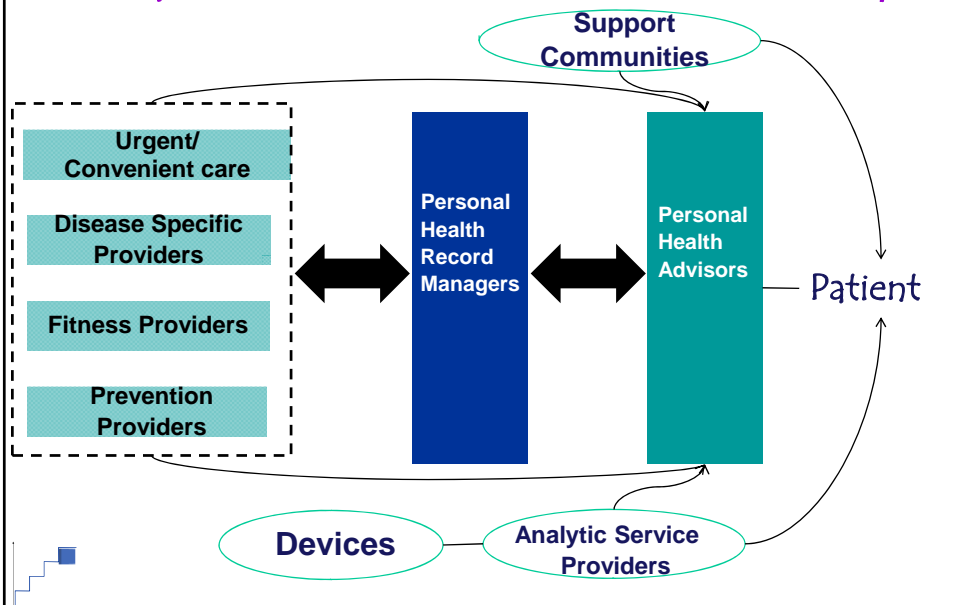 Support
Communities
Urgent/
Convenient care
Disease Specific
Providers
Fitness Providers
Prevention
Providers
Personal
Health
Record
Managers
Personal
Health
Advisors
Patient
Devices
Analytic Service
Providers